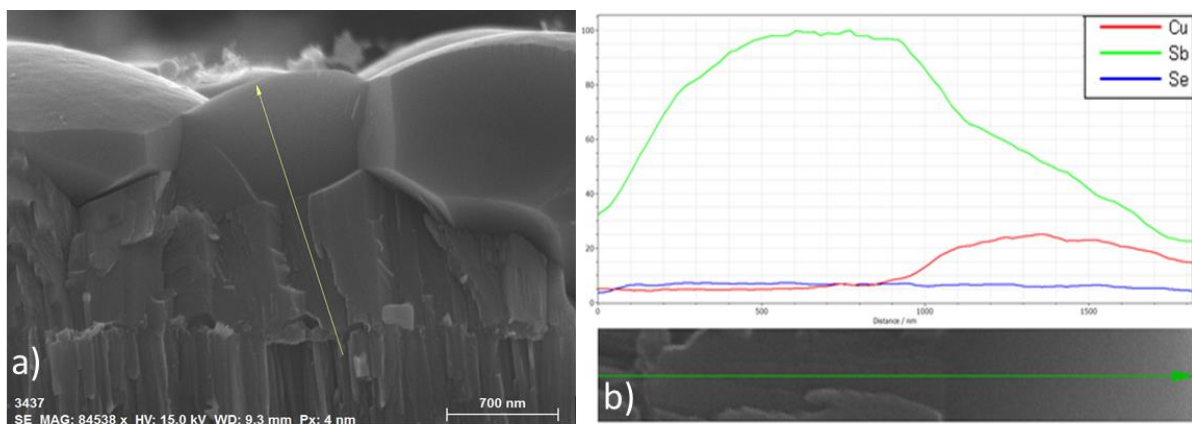 a)
3437
SE MAG: 84538 x HV: 15.0 kV WD: 9.3 mm Px: 4 nm
700 nm
Cu
Sb
Se
100
80
60
40
20
0
0
500
1000
1500
Distance / nm
b)